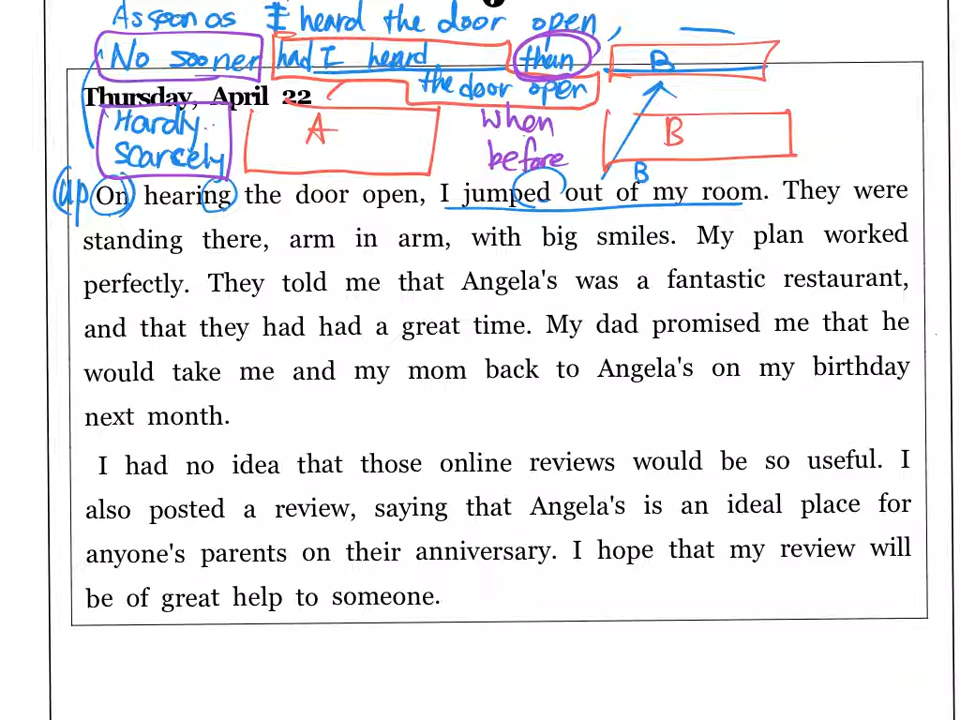 As soon as I heard the door open,
No sooner had I heard than B
the door open
Thursday, April 22
Hardly A when B
Scarcely before
B
up On hearing the door open, I jumped out of my room. They were
standing there, arm in arm, with big smiles. My plan worked
perfectly. They told me that Angela's was a fantastic restaurant,
and that they had had a great time. My dad promised me that he
would take me and my mom back to Angela's on my birthday
next month.
I had no idea that those online reviews would be so useful. I
also posted a review, saying that Angela's is an ideal place for
anyone's parents on their anniversary. I hope that my review will
be of great help to someone.